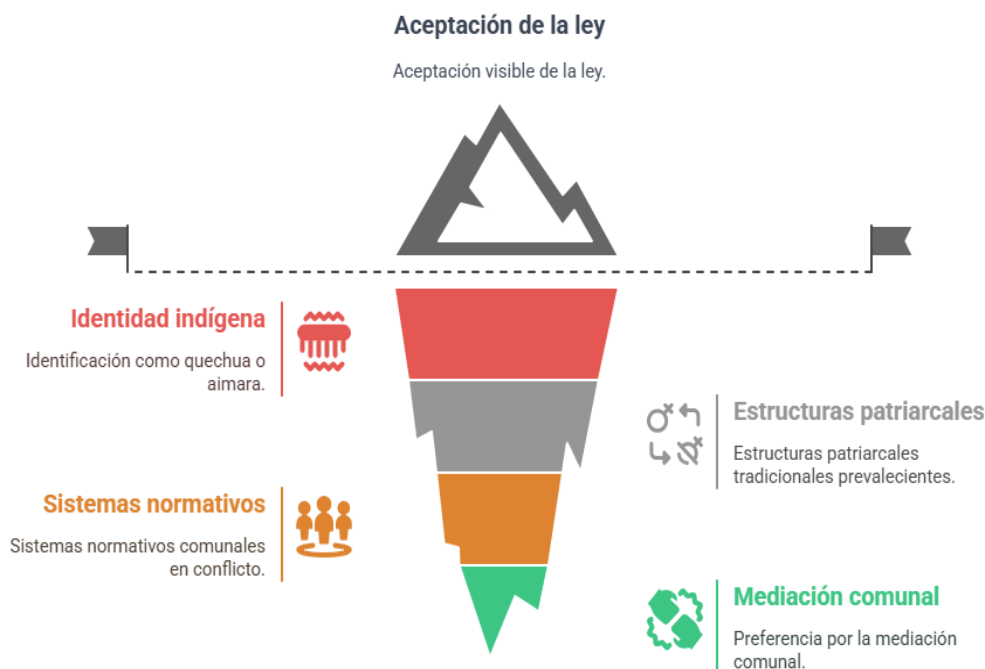 Aceptación de la ley
Aceptación visible de la ley.
Identidad indígena
Identificación como quechua o
aimara.
Estructuras patriarcales
Estructuras patriarcales
tradicionales prevalecientes.
Sistemas normativos
Sistemas normativos comunales
en conflicto.
Mediación comunal
Preferencia por la mediación
comunal.